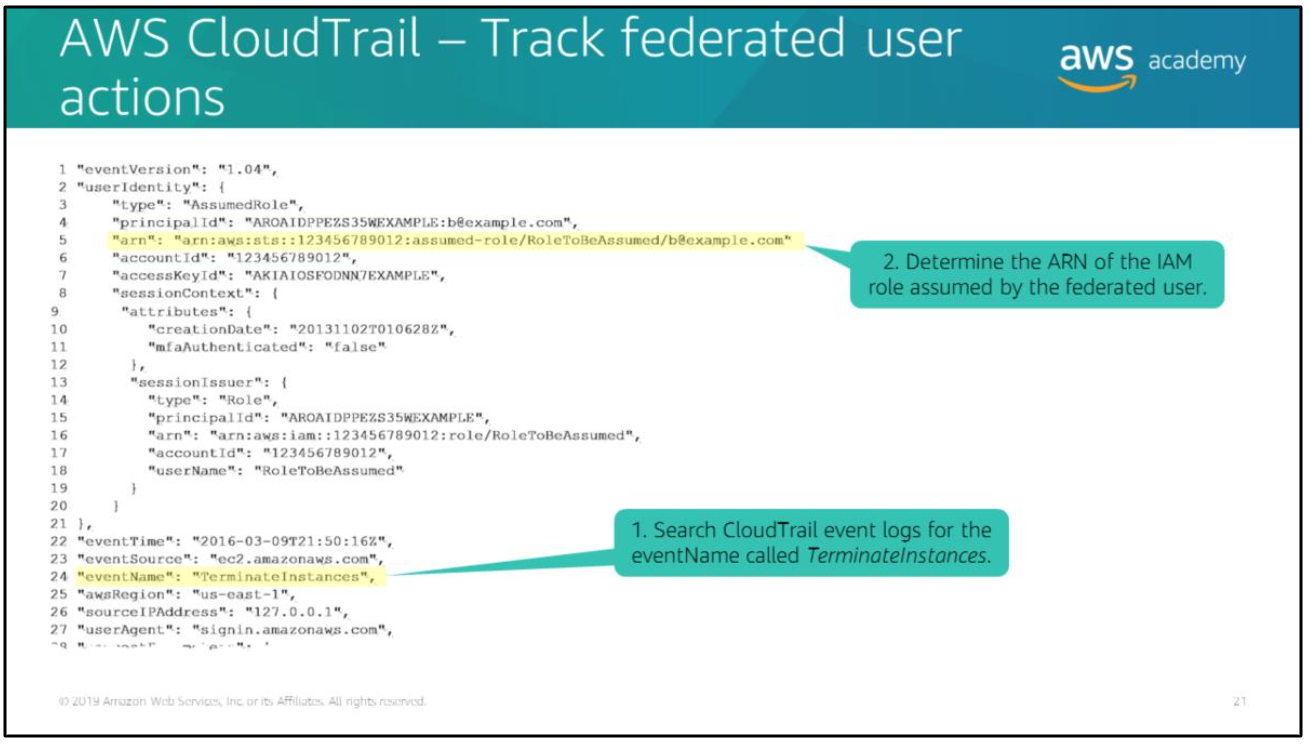 AWS CloudTrail – Track federated user
actions
aws academy
1 "eventVersion": "1.04",
2 "userIdentity": {
3 "type": "AssumedRole",
4 "principalId": "AROAIDPPEZS35WEXAMPLE:b@example.com",
5 "arn": "arn:aws:sts::123456789012:assumed-role/RoleToBeAssumed/b@example.com"
6 "accountId": "123456789012",
7 "accessKeyId": "AKIAIOSFODNN7EXAMPLE",
8 "sessionContext": {
9 "attributes": {
10 "creationDate": "20131102T010628Z",
11 "mfaAuthenticated": "false"
12 },
13 "sessionIssuer": {
14 "type": "Role",
15 "principalId": "AROAIDPPEZS35WEXAMPLE",
16 "arn": "arn:aws:iam::123456789012:role/RoleToBeAssumed",
17 "accountId": "123456789012",
18 "userName": "RoleToBeAssumed"
19 }
20 }
21 },
22 "eventTime": "2016-03-09T21:50:16Z",
23 "eventSource": "ec2.amazonaws.com",
24 "eventName": "TerminateInstances",
25 "awsRegion": "us-east-1",
26 "sourceIPAddress": "127.0.0.1",
27 "userAgent": "signin.amazonaws.com",
2. Determine the ARN of the IAM
role assumed by the federated user.
1. Search CloudTrail event logs for the
eventName called TerminateInstances.
© 2019 Amazon Web Services, Inc. or its Affiliates. All rights reserved.
21